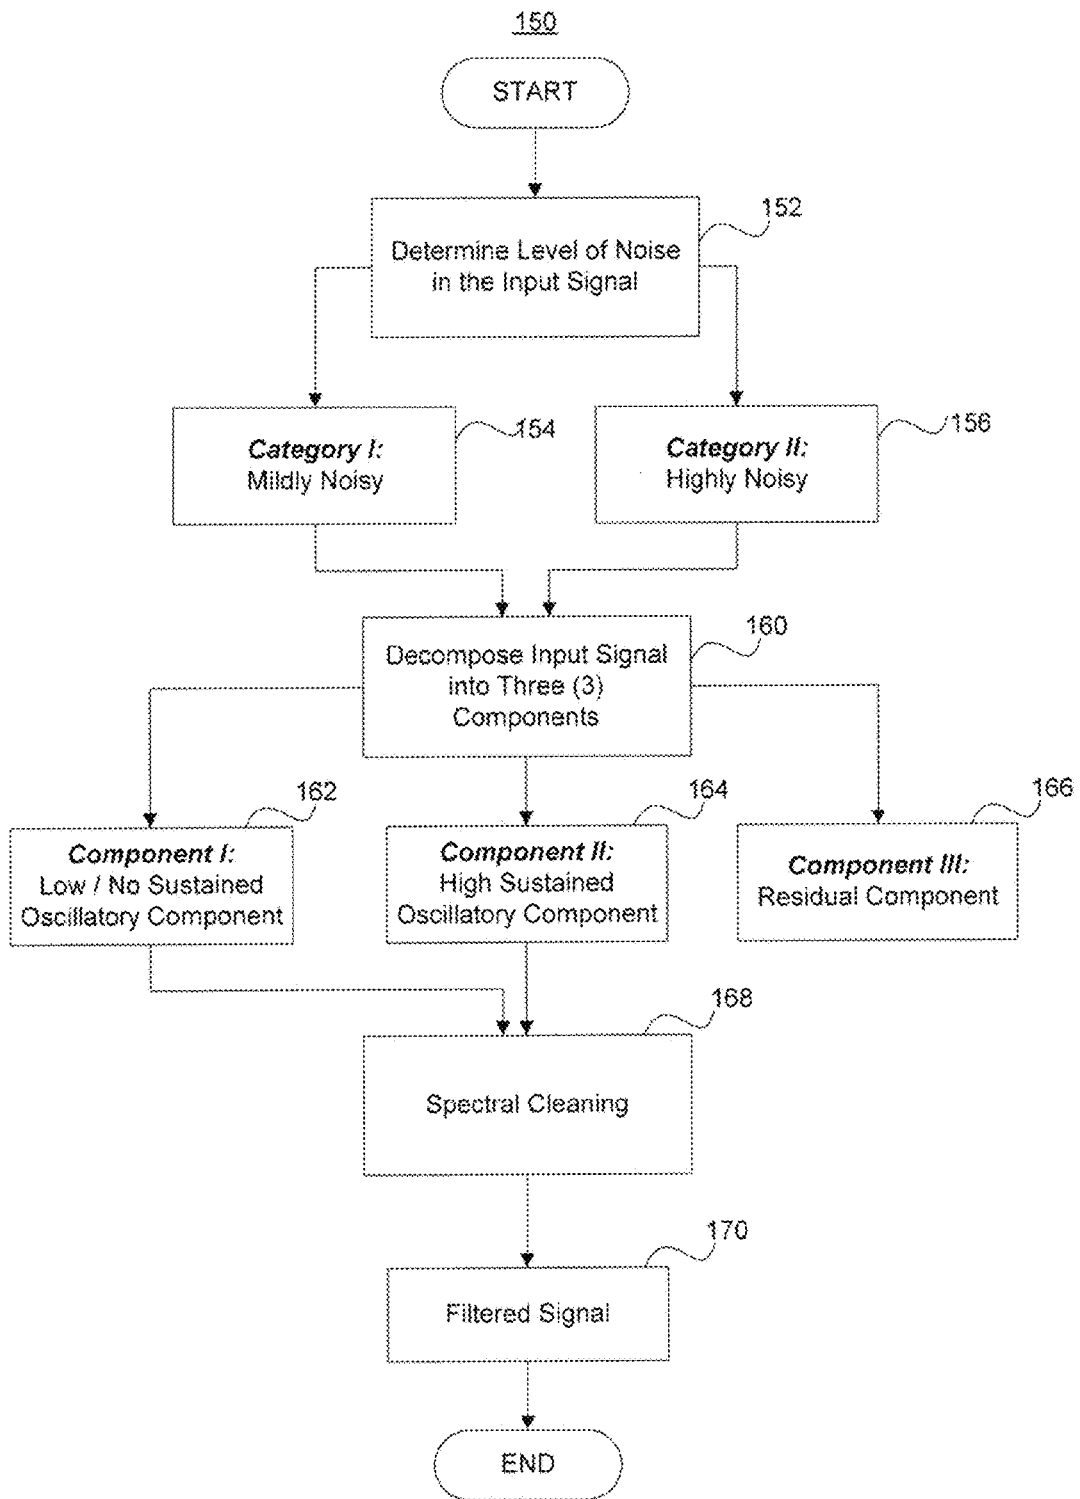 150
START
152
Determine Level of Noise
in the Input Signal
154
Category I:
Mildly Noisy
156
Category II:
Highly Noisy
160
Decompose Input Signal
into Three (3)
Components
162
Component I:
Low / No Sustained
Oscillatory Component
164
Component II:
High Sustained
Oscillatory Component
166
Component III:
Residual Component
168
Spectral Cleaning
170
Filtered Signal
END